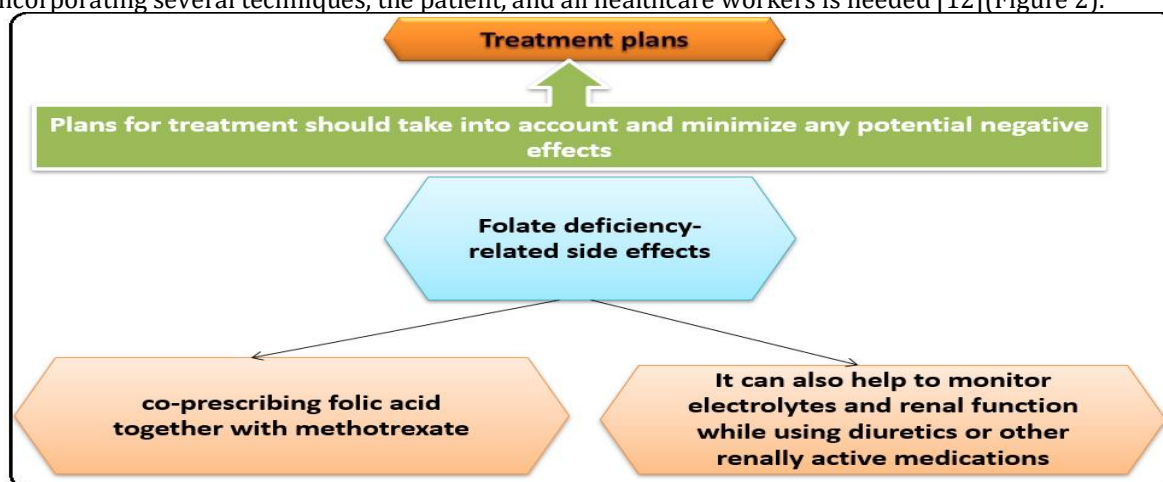 incorporating several techniques, the patient, and all healthcare workers is needed [12](Figure 2).
Treatment plans
Plans for treatment should take into account and minimize any potential negative
effects
Folate deficiency-
related side effects
co-prescribing folic acid
together with methotrexate
It can also help to monitor
electrolytes and renal function
while using diuretics or other
renally active medications